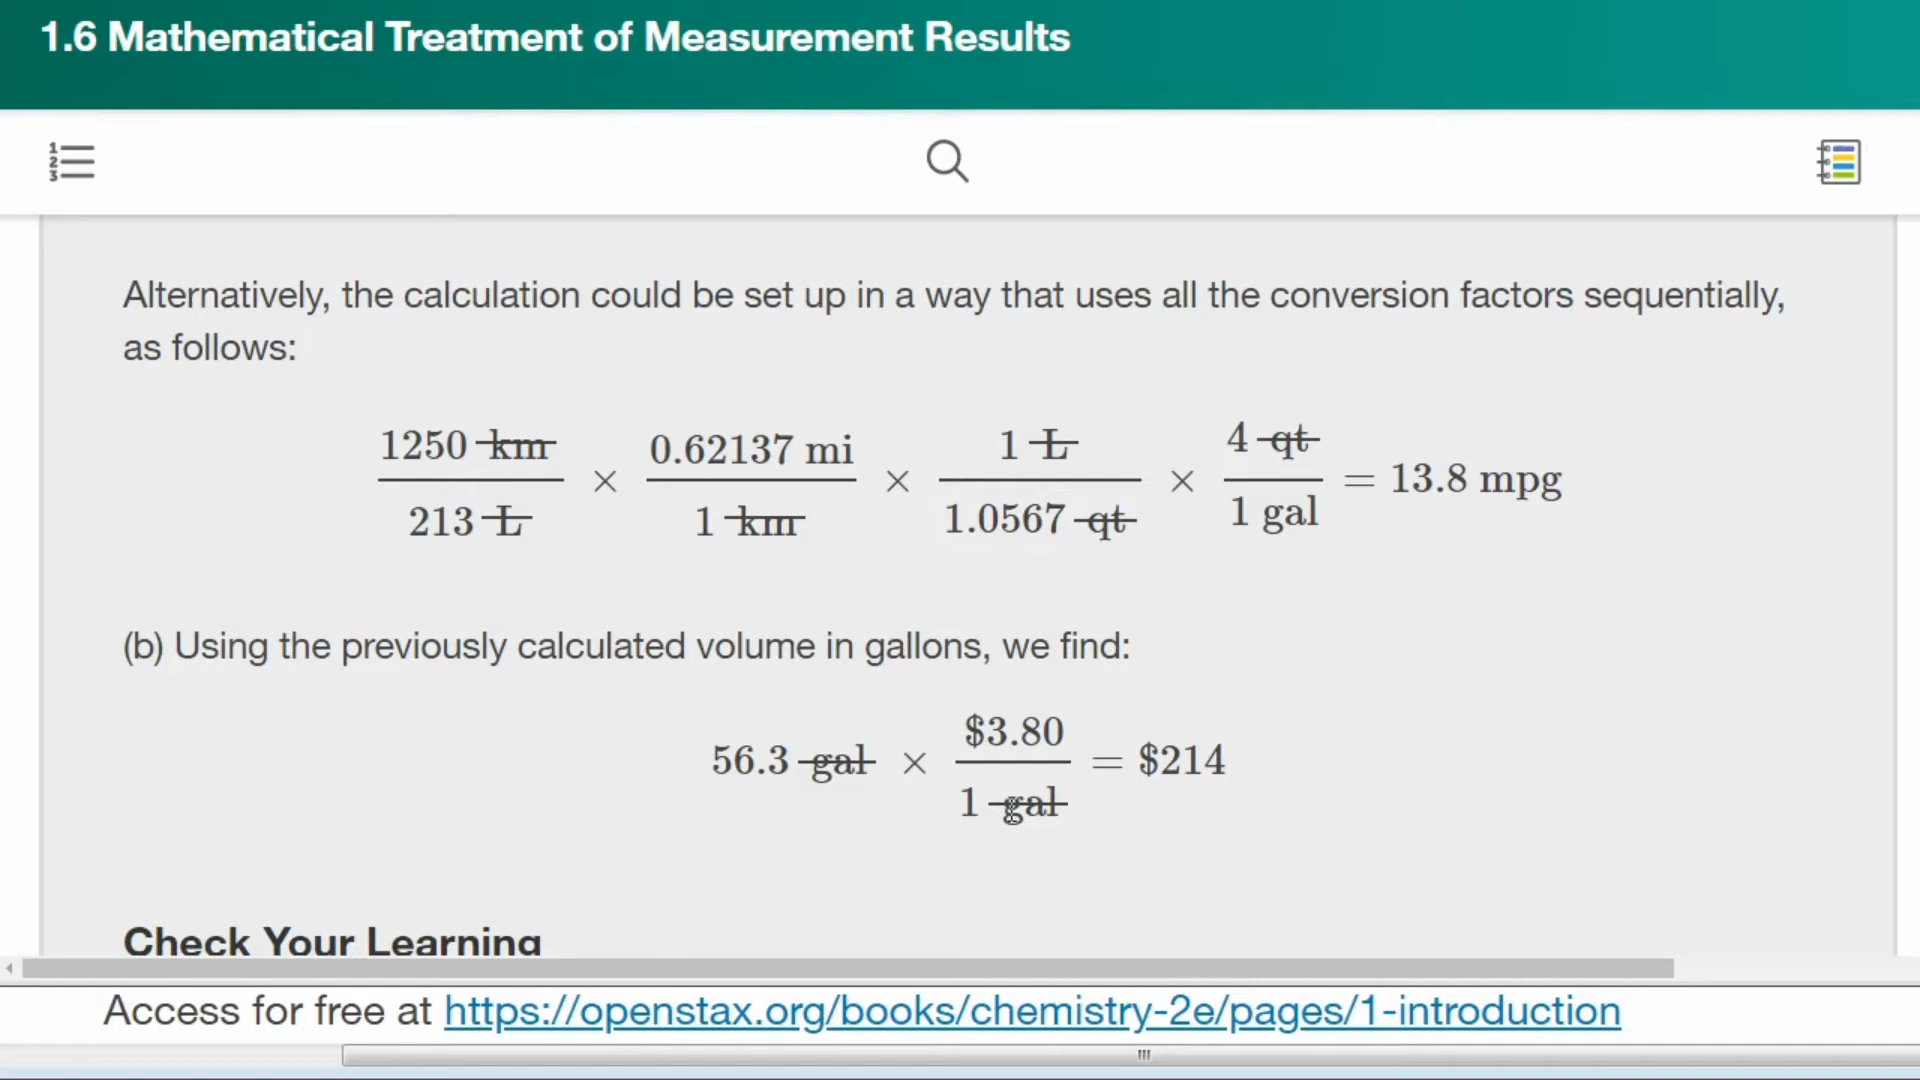 1.6 Mathematical Treatment of Measurement Results
1
2
3
Alternatively, the calculation could be set up in a way that uses all the conversion factors sequentially,
as follows:
1250 km / 213 L × 0.62137 mi / 1 km × 1 L / 1.0567 qt × 4 qt / 1 gal = 13.8 mpg
(b) Using the previously calculated volume in gallons, we find:
56.3 gal × $3.80 / 1 gal = $214
Check Your Learning
Access for free at https://openstax.org/books/chemistry-2e/pages/1-introduction